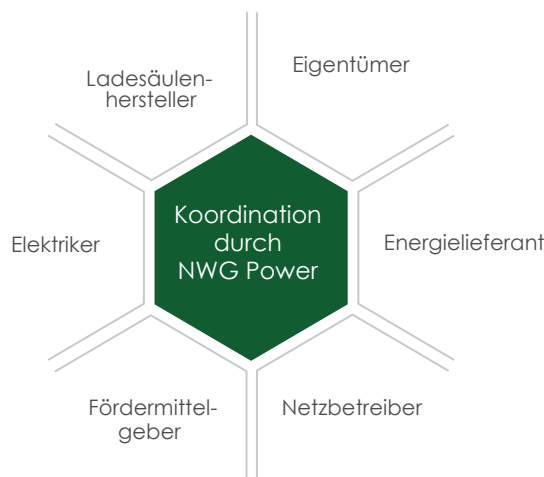 Ladesäulen-
hersteller
Eigentümer
Elektriker
Koordination
durch
NWG Power
Energielieferant
Fördermittel-
geber
Netzbetreiber